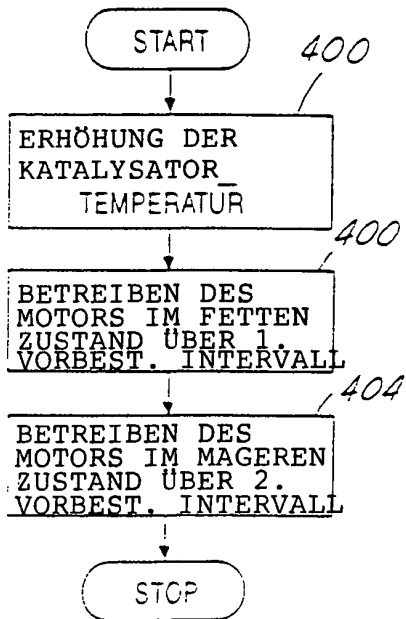 START
400
ERHÖHUNG DER
KATALYSATOR_
TEMPERATUR
400
BETREIBEN DES
MOTORS IM FETTEN
ZUSTAND ÜBER 1.
VORBEST. INTERVALL
404
BETREIBEN DES
MOTORS IM MAGEREN
ZUSTAND ÜBER 2.
VORBEST. INTERVALL
STOP